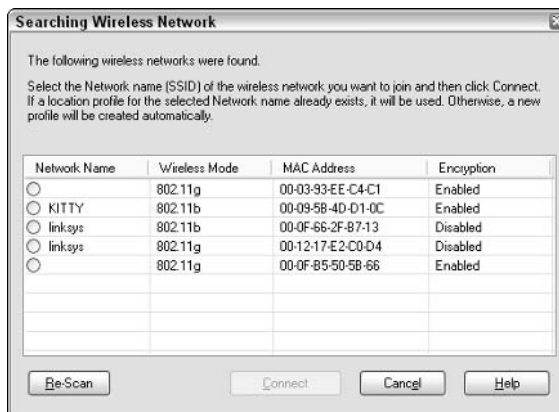 Searching Wireless Network
The following wireless networks were found.
Select the Network name (SSID) of the wireless network you want to join and then click Connect.
If a location profile for the selected Network name already exists, it will be used. Otherwise, a new
profile will be created automatically.
Network Name Wireless Mode MAC Address Encryption
802.11g 00-03-93-EE-C4-C1 Enabled
KITTY 802.11b 00-09-5B-4D-D1-0C Enabled
linksys 802.11b 00-0F-66-2F-B7-13 Disabled
linksys 802.11g 00-12-17-E2-C0-D4 Disabled
802.11g 00-0F-B5-50-5B-66 Enabled
Re-Scan Connect Cancel Help